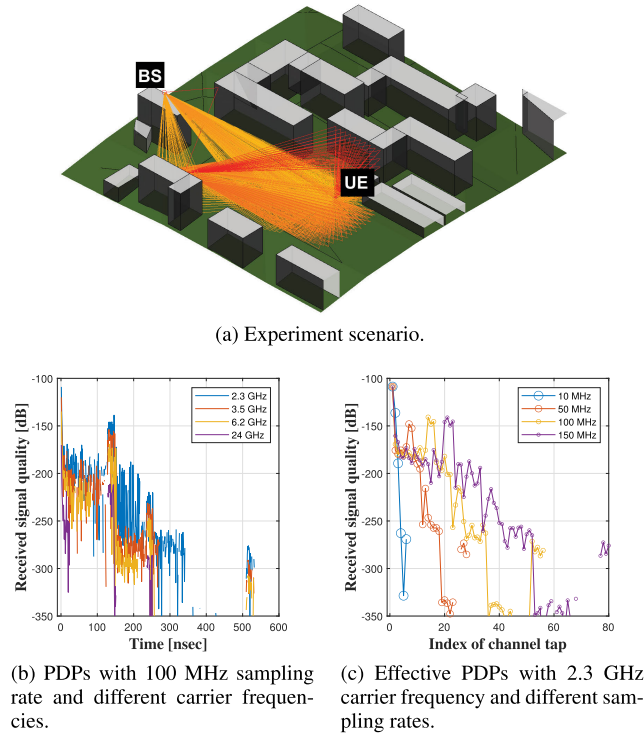 BS
UE
(a) Experiment scenario.
-100
-150
-200
-250
-300
-350
Received signal quality [dB]
2.3 GHz
3.5 GHz
6.2 GHz
24 GHz
0 100 200 300 400 500 600
Time [nsec]
(b) PDPs with 100 MHz sampling
rate and different carrier frequen-
cies.
-100
-150
-200
-250
-300
-350
Received signal quality [dB]
10 MHz
50 MHz
100 MHz
150 MHz
0 20 40 60 80
Index of channel tap
(c) Effective PDPs with 2.3 GHz
carrier frequency and different sam-
pling rates.